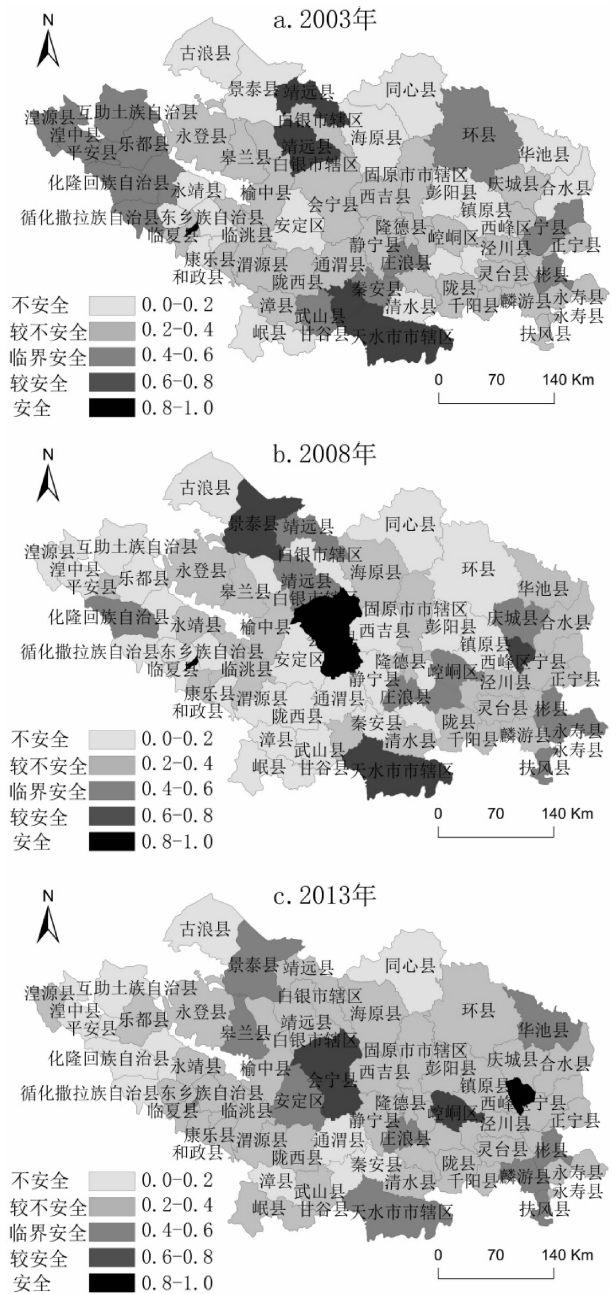 a. 2003年
N
古浪县
景泰县 靖远县 同心县
湟源县 互助土族自治县 白银市辖区 环县
湟中县 乐都县 永登县 海原县 华池县
平安县 皋兰县 靖远县
白银市辖区 固原市市辖区 庆城县
化隆回族自治县 永靖县 榆中县 会宁县 西吉县 彭阳县 合水县
镇原县
循化撒拉族自治县 东乡族自治县 安定区 隆德县 崆峒区 西峰区 宁县
临夏县 临洮县 静宁县 泾川县 正宁县
康乐县 渭源县 通渭县 庄浪县
和政县 陇西县 秦安县 陇县 灵台县 彬县
漳县 武山县 清水县 千阳县 麟游县 永寿县
岷县 甘谷县 天水市市辖区 永寿县
扶风县
不安全 0.0-0.2
较不安全 0.2-0.4
临界安全 0.4-0.6
较安全 0.6-0.8
安全 0.8-1.0
0 70 140 Km
b. 2008年
N
古浪县
景泰县 靖远县 同心县
湟源县 互助土族自治县 白银市辖区 环县
湟中县 乐都县 永登县 海原县 华池县
平安县 皋兰县 靖远县
白银市辖区 固原市市辖区 庆城县
化隆回族自治县 永靖县 榆中县 西吉县 彭阳县 合水县
镇原县
循化撒拉族自治县 东乡族自治县 安定区 隆德县 崆峒区 西峰区 宁县
临夏县 临洮县 静宁县 泾川县 正宁县
康乐县 渭源县 通渭县 庄浪县
和政县 陇西县 秦安县 陇县 灵台县 彬县
漳县 武山县 清水县 千阳县 麟游县 永寿县
岷县 甘谷县 天水市市辖区 永寿县
扶风县
不安全 0.0-0.2
较不安全 0.2-0.4
临界安全 0.4-0.6
较安全 0.6-0.8
安全 0.8-1.0
0 70 140 Km
c. 2013年
N
古浪县
景泰县 靖远县 同心县
湟源县 互助土族自治县 白银市辖区 环县
湟中县 乐都县 永登县 海原县 华池县
平安县 皋兰县 靖远县
白银市辖区 固原市市辖区 庆城县
化隆回族自治县 永靖县 榆中县 会宁县 西吉县 彭阳县 合水县
镇原县
循化撒拉族自治县 东乡族自治县 安定区 隆德县 崆峒区 西峰区 宁县
临夏县 临洮县 静宁县 泾川县 正宁县
康乐县 渭源县 通渭县 庄浪县
和政县 陇西县 秦安县 陇县 灵台县 彬县
漳县 武山县 清水县 千阳县 麟游县 永寿县
岷县 甘谷县 天水市市辖区 永寿县
扶风县
不安全 0.0-0.2
较不安全 0.2-0.4
临界安全 0.4-0.6
较安全 0.6-0.8
安全 0.8-1.0
0 70 140 Km